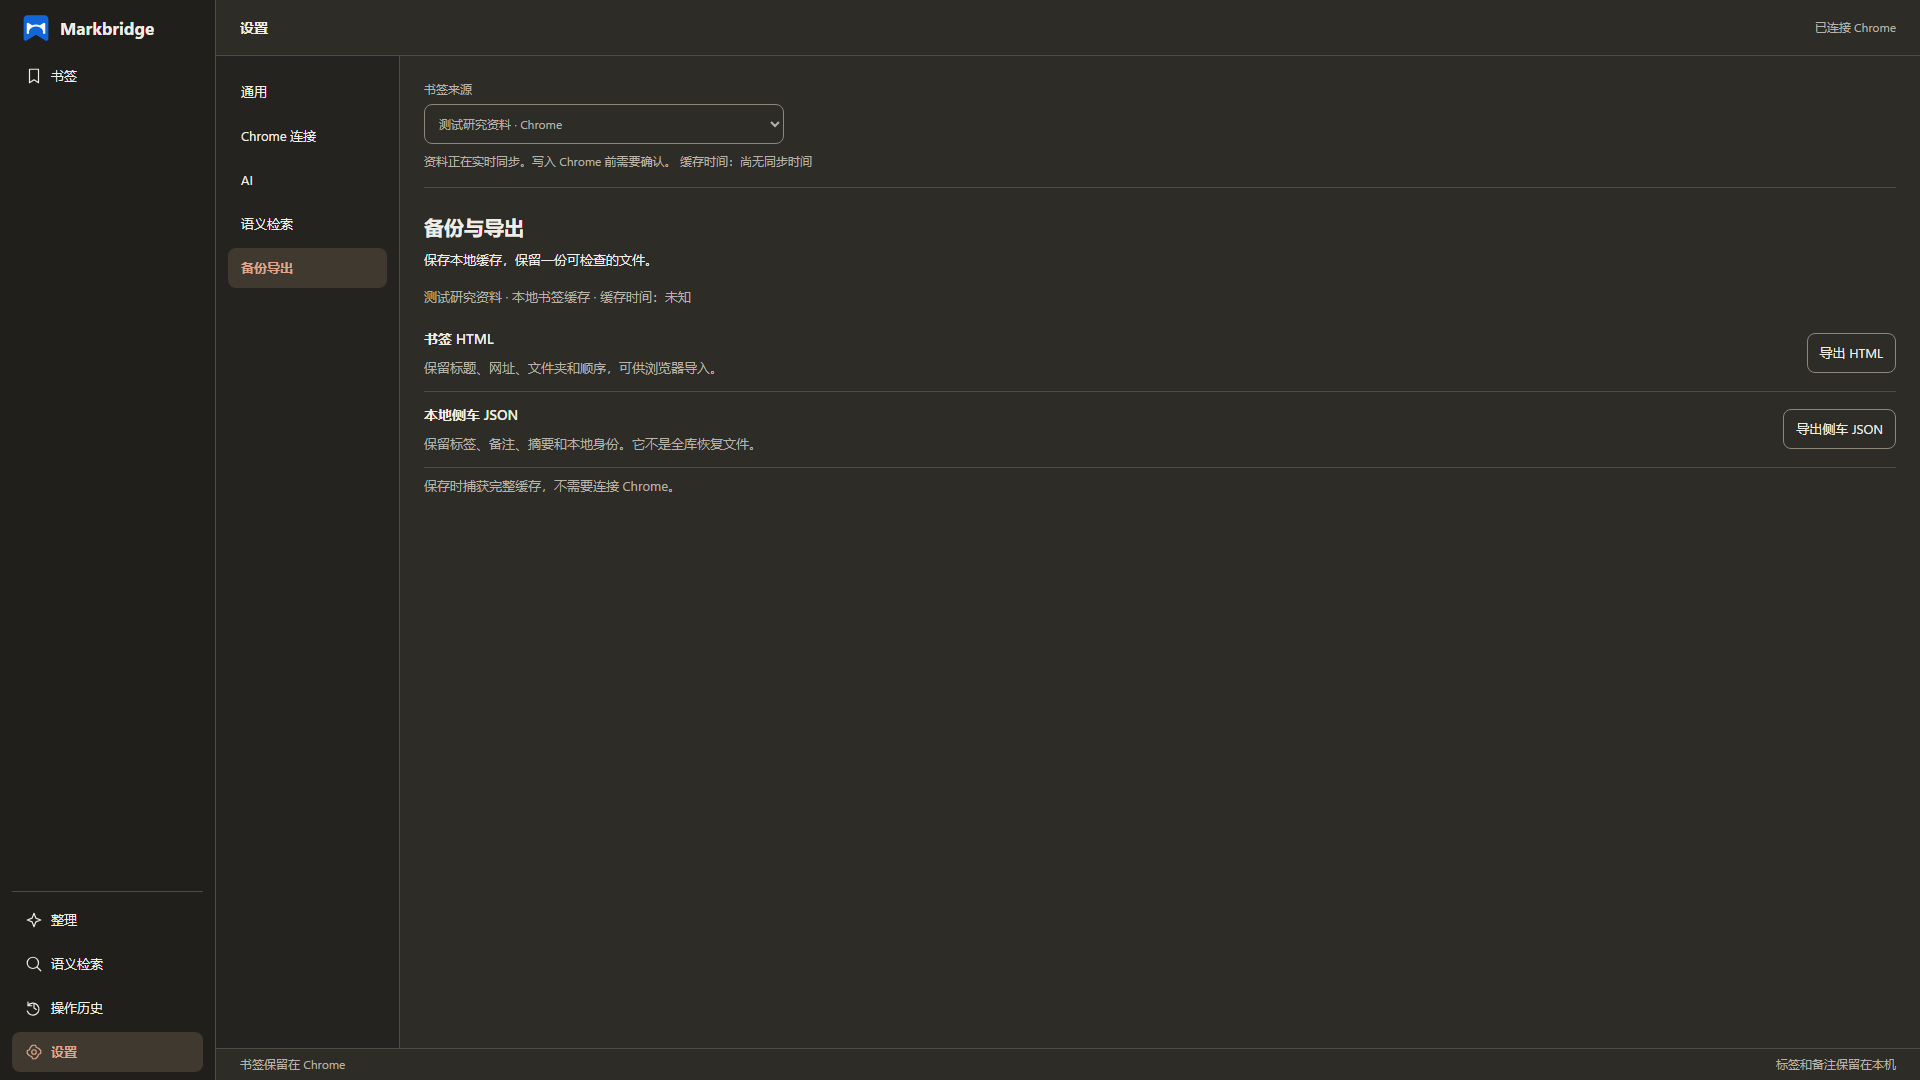 Markbridge
书签
整理
语义检索
操作历史
设置
设置
已连接 Chrome
通用
Chrome 连接
AI
语义检索
备份导出
书签来源
测试研究资料 · Chrome
资料正在实时同步。写入 Chrome 前需要确认。 缓存时间：尚无同步时间
备份与导出
保存本地缓存，保留一份可检查的文件。
测试研究资料 · 本地书签缓存 · 缓存时间：未知
书签 HTML
保留标题、网址、文件夹和顺序，可供浏览器导入。
导出 HTML
本地侧车 JSON
保留标签、备注、摘要和本地身份。它不是全库恢复文件。
导出侧车 JSON
保存时捕获完整缓存，不需要连接 Chrome。
书签保留在 Chrome
标签和备注保留在本机